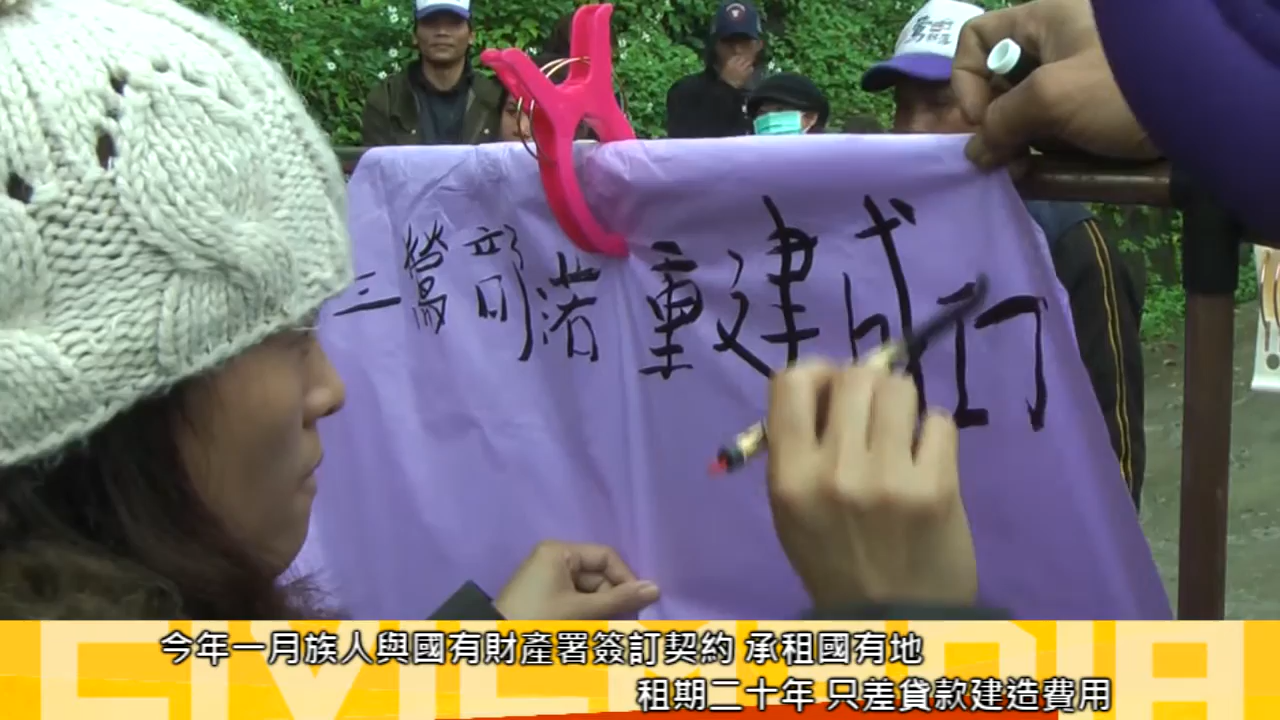 三鶯部落重建成功
今年一月族人與國有財產署簽訂契約 承租國有地
租期二十年 只差貸款建造費用